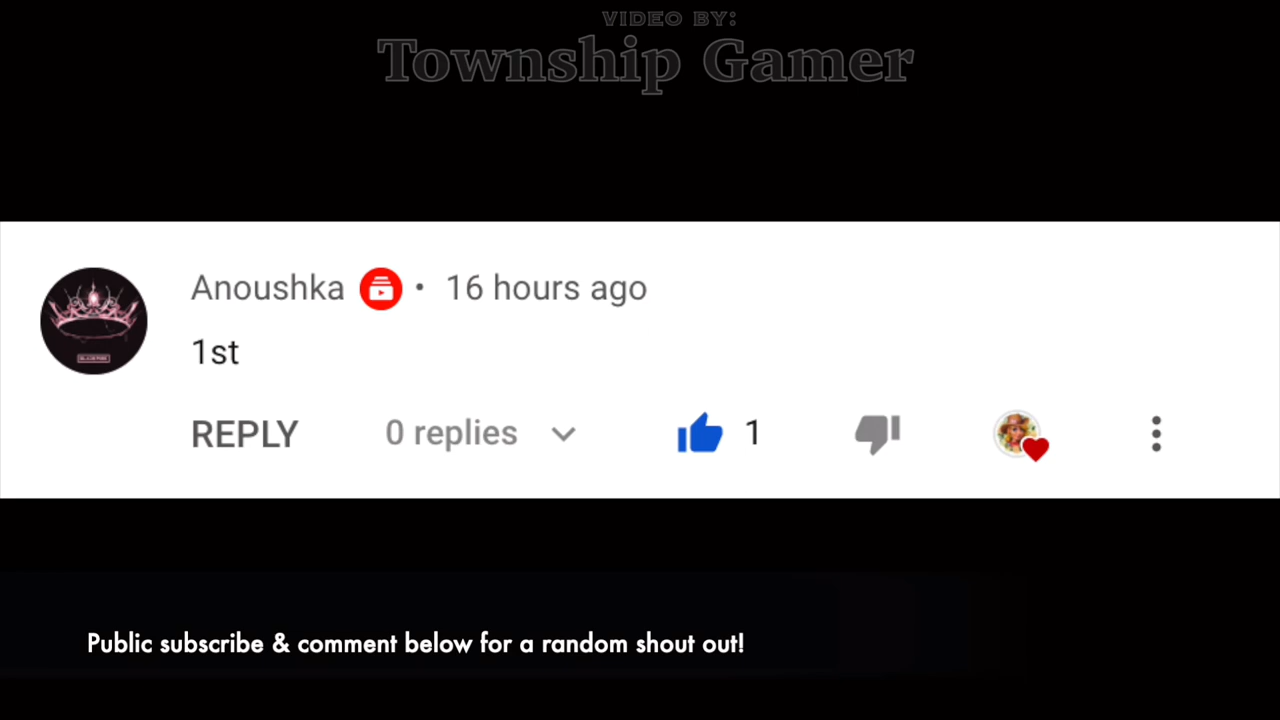 VIDEO BY:
Township Gamer
Anoushka • 16 hours ago
1st
REPLY 0 replies 1
Public subscribe & comment below for a random shout out!